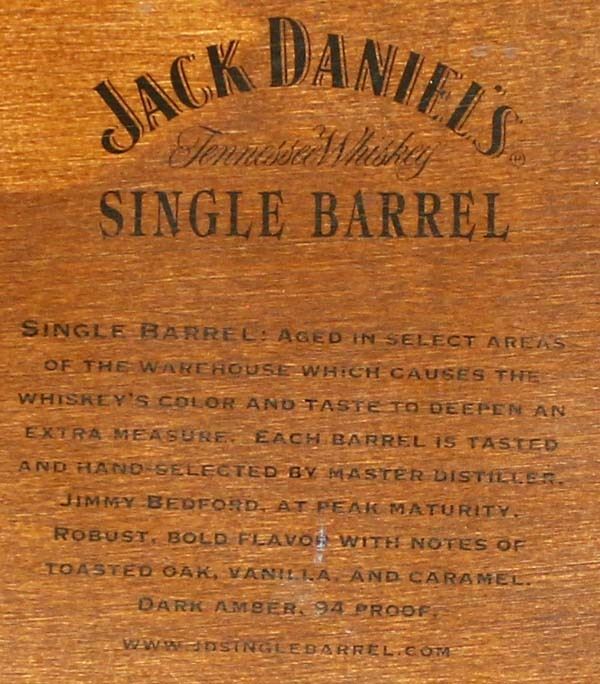 JACK DANIEL'S®
Tennessee Whiskey
SINGLE BARREL
SINGLE BARREL: AGED IN SELECT AREAS
OF THE WAREHOUSE WHICH CAUSES THE
WHISKEY'S COLOR AND TASTE TO DEEPEN AN
EXTRA MEASURE. EACH BARREL IS TASTED
AND HAND-SELECTED BY MASTER DISTILLER,
JIMMY BEDFORD, AT PEAK MATURITY.
ROBUST, BOLD FLAVOR WITH NOTES OF
TOASTED OAK, VANILLA, AND CARAMEL.
DARK AMBER, 94 PROOF.
WWW.JDSINGLEBARREL.COM